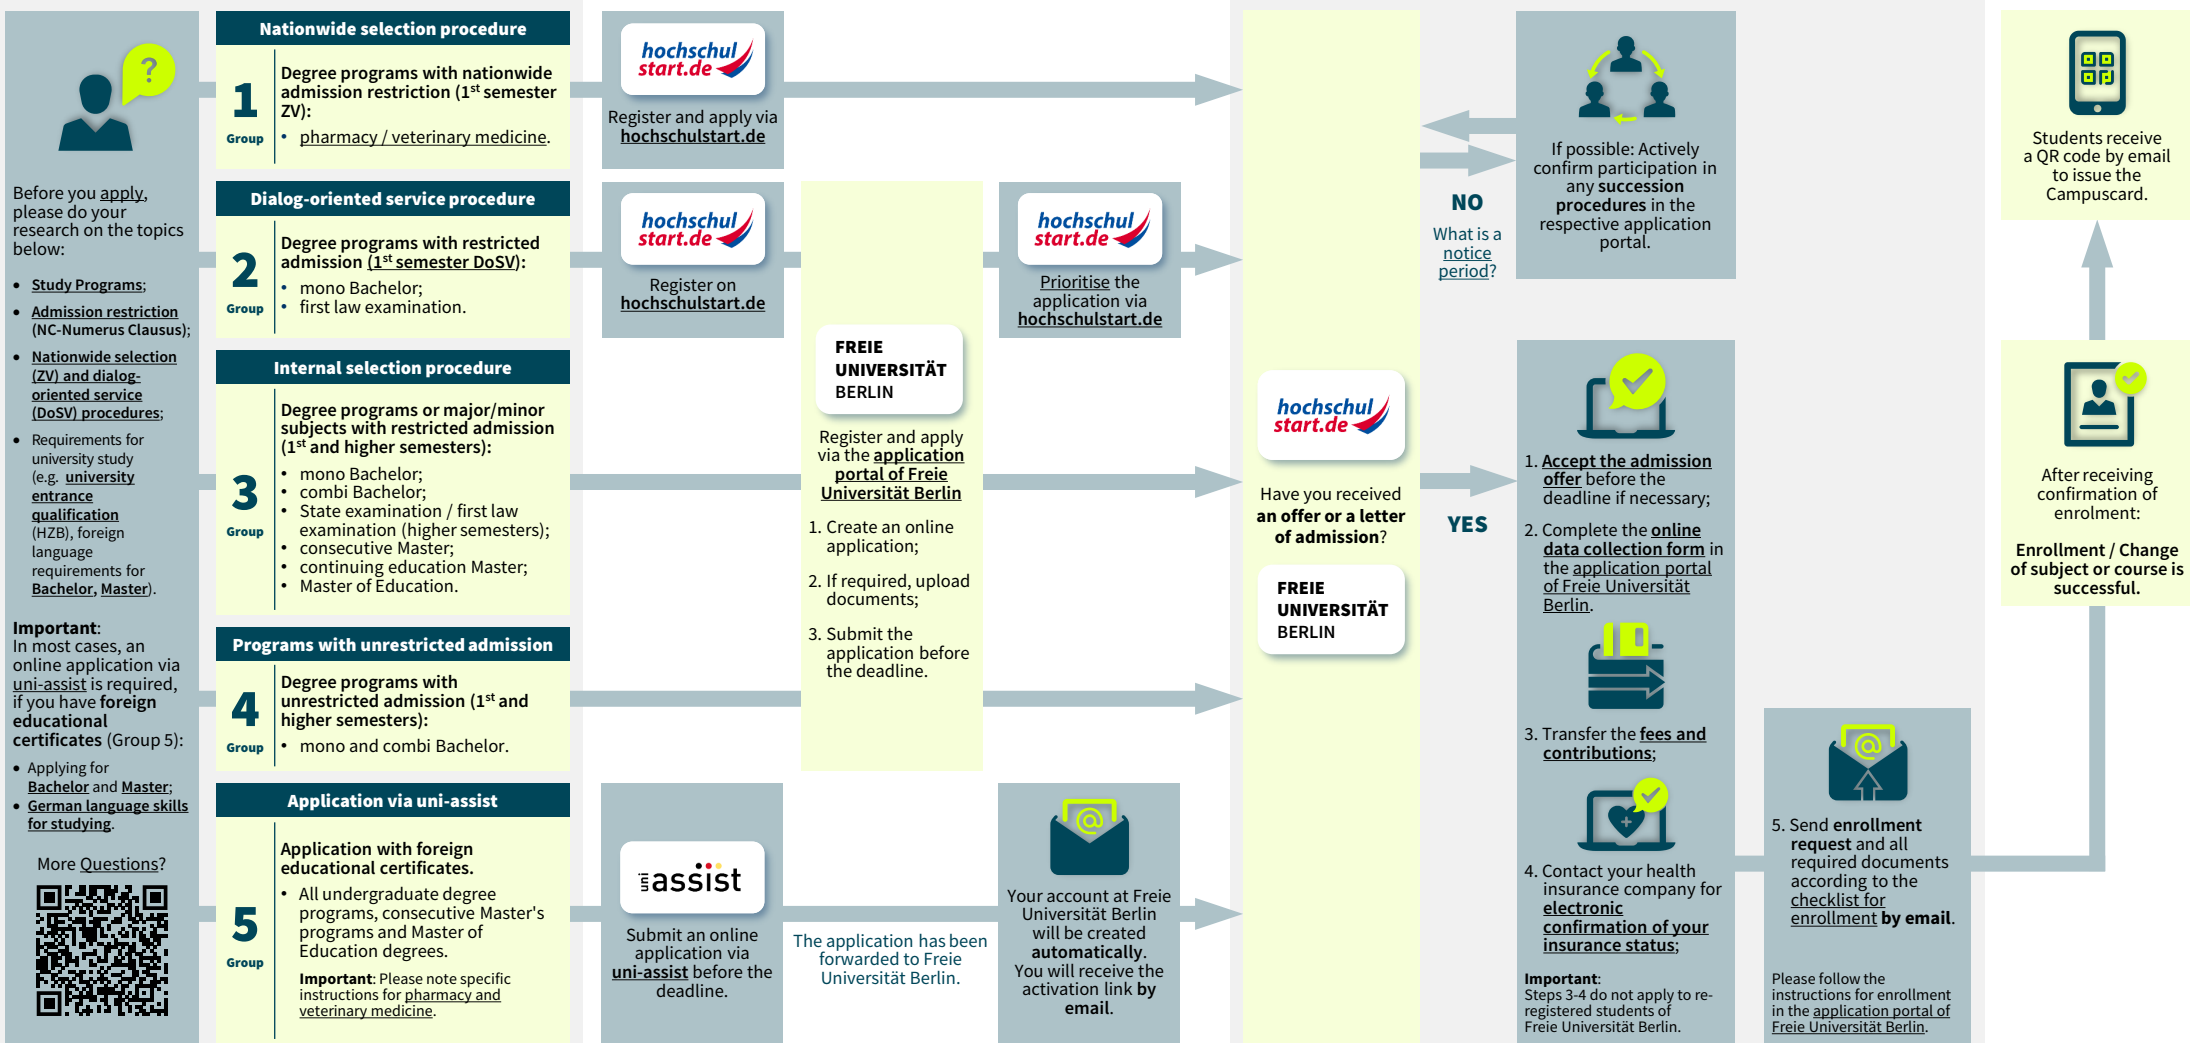 ?
Before you apply,
please do your
research on the topics
below:
• Study Programs;
• Admission restriction
(NC-Numerus Clausus);
• Nationwide selection
(ZV) and dialog-
oriented service
(DoSV) procedures;
• Requirements for
university study
(e.g. university
entrance
qualification
(HZB), foreign
language
requirements for
Bachelor, Master).
Important:
In most cases, an
online application via
uni-assist is required,
if you have foreign
educational
certificates (Group 5):
• Applying for
Bachelor and Master;
• German language skills
for studying.
More Questions?
Nationwide selection procedure
1
Group
Degree programs with nationwide
admission restriction (1st semester
ZV):
• pharmacy / veterinary medicine.
Dialog-oriented service procedure
2
Group
Degree programs with restricted
admission (1st semester DoSV):
• mono Bachelor;
• first law examination.
Internal selection procedure
3
Group
Degree programs or major/minor
subjects with restricted admission
(1st and higher semesters):
• mono Bachelor;
• combi Bachelor;
• State examination / first law
examination (higher semesters);
• consecutive Master;
• continuing education Master;
• Master of Education.
Programs with unrestricted admission
4
Group
Degree programs with
unrestricted admission (1st and
higher semesters):
• mono and combi Bachelor.
Application via uni-assist
5
Group
Application with foreign
educational certificates.
• All undergraduate degree
programs, consecutive Master's
programs and Master of
Education degrees.
Important: Please note specific
instructions for pharmacy and
veterinary medicine.
hochschul
start.de
Register and apply via
hochschulstart.de
hochschul
start.de
Register on
hochschulstart.de
FREIE
UNIVERSITÄT
BERLIN
Register and apply
via the application
portal of Freie
Universität Berlin
1. Create an online
application;
2. If required, upload
documents;
3. Submit the
application before
the deadline.
hochschul
start.de
Prioritise the
application via
hochschulstart.de
uni assist
Submit an online
application via
uni-assist before the
deadline.
The application has been
forwarded to Freie
Universität Berlin.
@
Your account at Freie
Universität Berlin
will be created
automatically.
You will receive the
activation link by
email.
hochschul
start.de
Have you received
an offer or a letter
of admission?
FREIE
UNIVERSITÄT
BERLIN
NO
What is a
notice
period?
If possible: Actively
confirm participation in
any succession
procedures in the
respective application
portal.
YES
1. Accept the admission
offer before the
deadline if necessary;
2. Complete the online
data collection form in
the application portal
of Freie Universität
Berlin.
3. Transfer the fees and
contributions;
4. Contact your health
insurance company for
electronic
confirmation of your
insurance status;
Important:
Steps 3-4 do not apply to re-
registered students of
Freie Universität Berlin.
@
5. Send enrollment
request and all
required documents
according to the
checklist for
enrollment by email.
Please follow the
instructions for enrollment
in the application portal of
Freie Universität Berlin.
Students receive
a QR code by email
to issue the
Campuscard.
After receiving
confirmation of
enrolment:
Enrollment / Change
of subject or course is
successful.